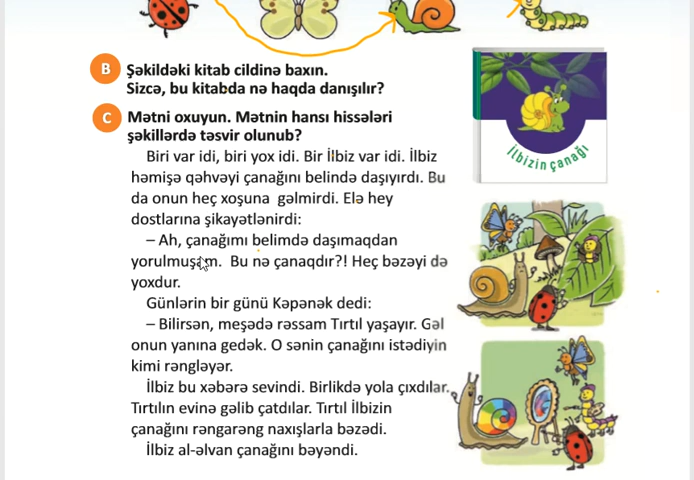 B Şəkildəki kitab cildinə baxın.
Sizcə, bu kitabda nə haqda danışılır?
C Mətni oxuyun. Mətnin hansı hissələri
şəkillərdə təsvir olunub?
Biri var idi, biri yox idi. Bir İlbiz var idi. İlbiz
həmişə qəhvəyi çanağını belində daşıyırdı. Bu
da onun heç xoşuna gəlmirdi. Elə hey
dostlarına şikayətlənirdi:
– Ah, çanağımı belimdə daşımaqdan
yorulmuşam. Bu nə çanaqdır?! Heç bəzəyi də
yoxdur.
Günlərin bir günü Kəpənək dedi:
– Bilirsən, meşədə rəssam Tırtıl yaşayır. Gəl
onun yanına gedək. O sənin çanağını istədiyin
kimi rəngləyər.
İlbiz bu xəbərə sevindi. Birlikdə yola çıxdılar.
Tırtılın evinə gəlib çatdılar. Tırtıl İlbizin
çanağını rəngarəng naxışlarla bəzədi.
İlbiz al-əlvan çanağını bəyəndi.
İlbizin çanağı